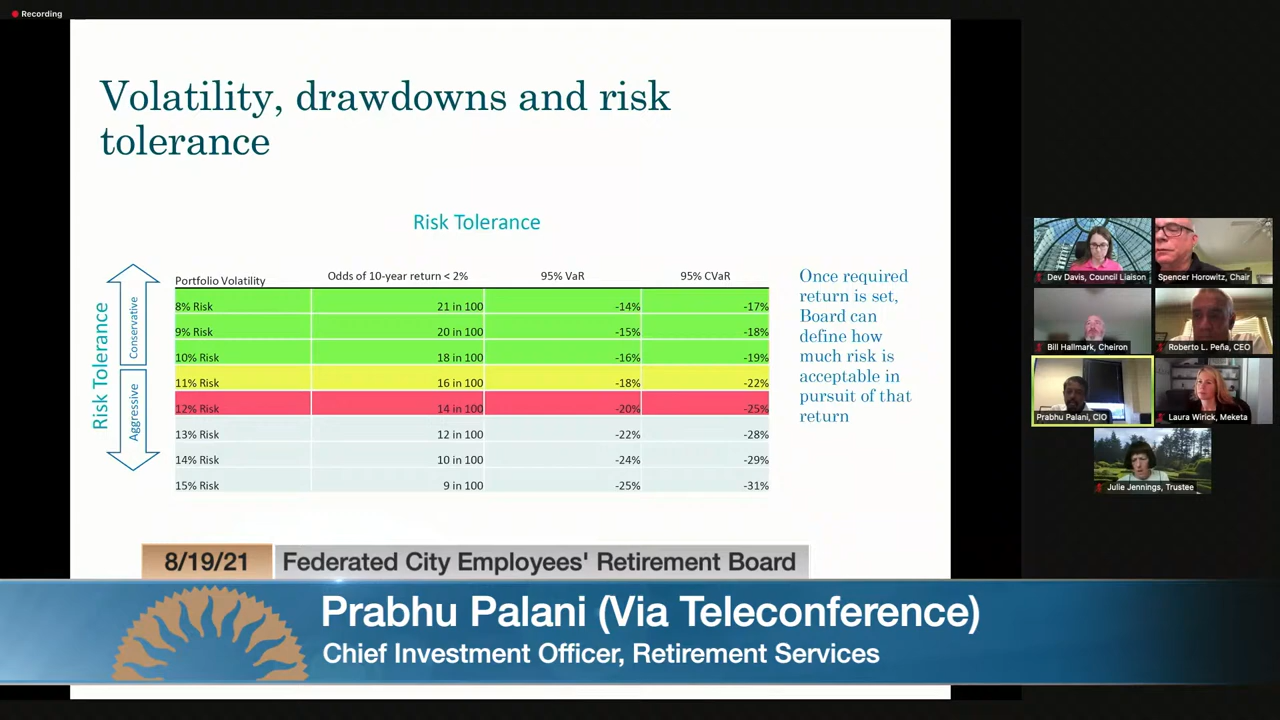 Recording
Volatility, drawdowns and risk
tolerance
Risk Tolerance
Risk Tolerance
Conservative
Aggressive
Portfolio Volatility Odds of 10-year return < 2% 95% VaR 95% CVaR
8% Risk 21 in 100 -14% -17%
9% Risk 20 in 100 -15% -18%
10% Risk 18 in 100 -16% -19%
11% Risk 16 in 100 -18% -22%
12% Risk 14 in 100 -20% -25%
13% Risk 12 in 100 -22% -28%
14% Risk 10 in 100 -24% -29%
15% Risk 9 in 100 -25% -31%
Once required
return is set,
Board can
define how
much risk is
acceptable in
pursuit of that
return
Dev Davis, Council Liaison
Spencer Horowitz, Chair
Bill Hallmark, Cheiron
Roberto L. Peña, CEO
Prabhu Palani, CIO
Laura Wirick, Meketa
Julie Jennings, Trustee
8/19/21 Federated City Employees' Retirement Board
Prabhu Palani (Via Teleconference)
Chief Investment Officer, Retirement Services